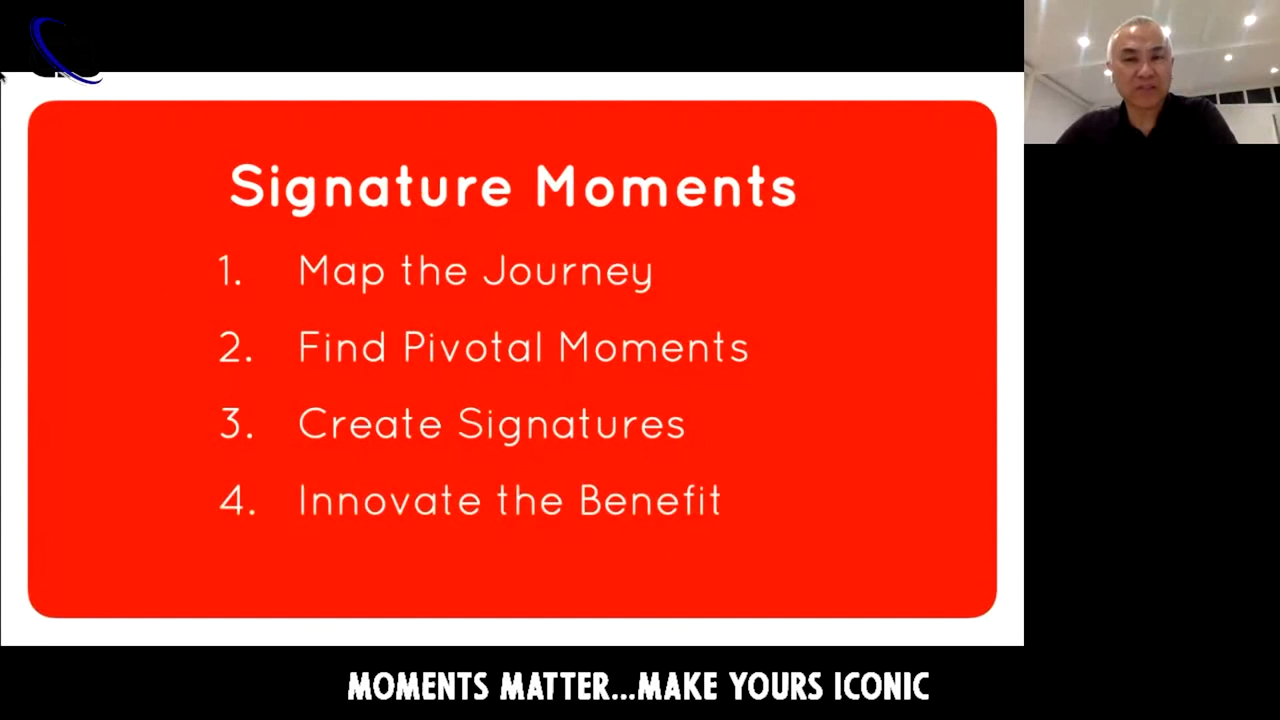 Signature Moments
1. Map the Journey
2. Find Pivotal Moments
3. Create Signatures
4. Innovate the Benefit
MOMENTS MATTER...MAKE YOURS ICONIC